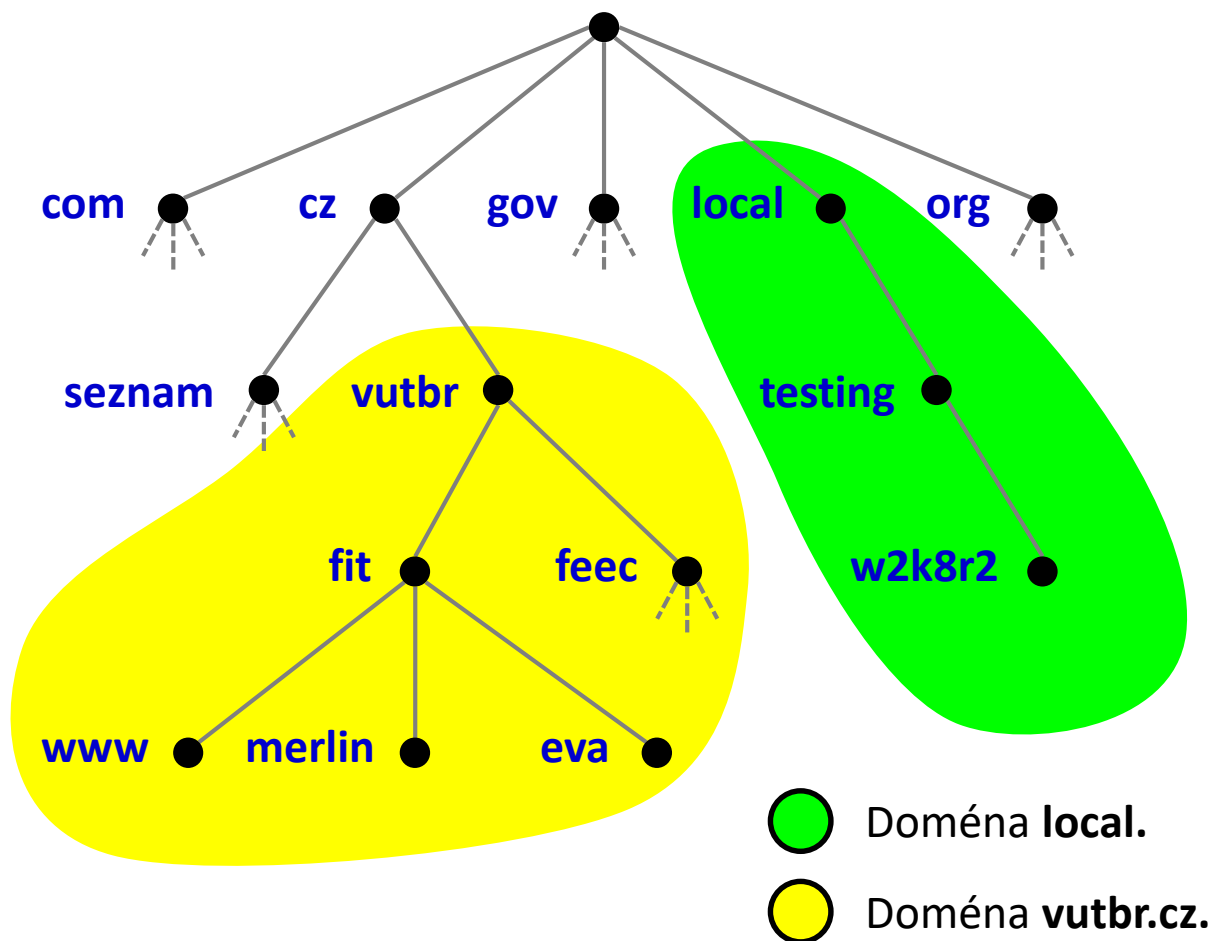 com cz gov local org
seznam vutbr testing
fit feec w2k8r2
www merlin eva
Doména local.
Doména vutbr.cz.